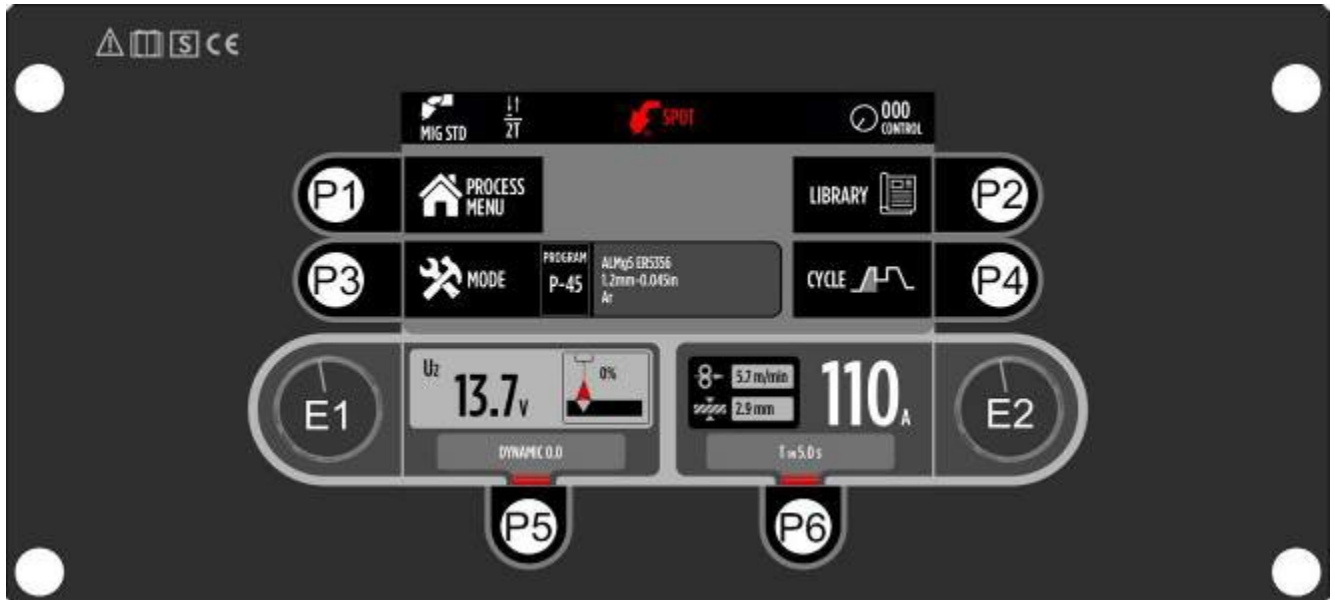 S CE
MIG STD
2T
SPOT
000
CONTROL
P1
PROCESS
MENU
LIBRARY
P2
P3
MODE
PROGRAM
P-45
ALMg5 ER5356
1.2mm-0.045in
Ar
CYCLE
P4
E1
U2
13.7V
0%
5.7 m/min
2.9 mm
110A
E2
DYNAMIC 0.0
T IN 5.0 s
P5
P6